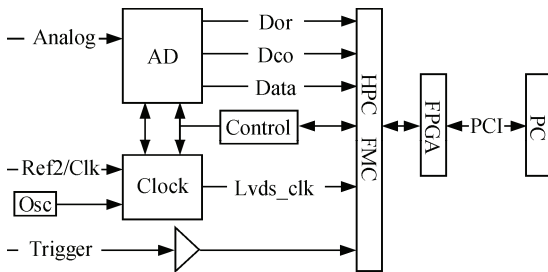 Analog
AD
Dor
Dco
Data
HPC FMC
FPGA
PCI
PC
Control
Ref2/Clk
Clock
Lvds_clk
Osc
Trigger